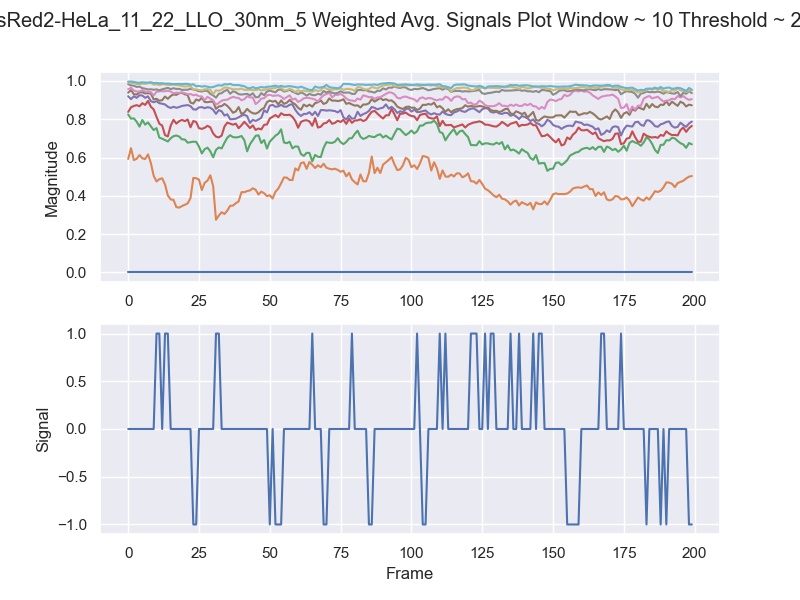 sRed2-HeLa_11_22_LLO_30nm_5 Weighted Avg. Signals Plot Window ~ 10 Threshold ~ 2
1.0
0.8
0.6
0.4
0.2
0.0
Magnitude
0 25 50 75 100 125 150 175 200
1.0
0.5
0.0
−0.5
−1.0
Signal
0 25 50 75 100 125 150 175 200
Frame